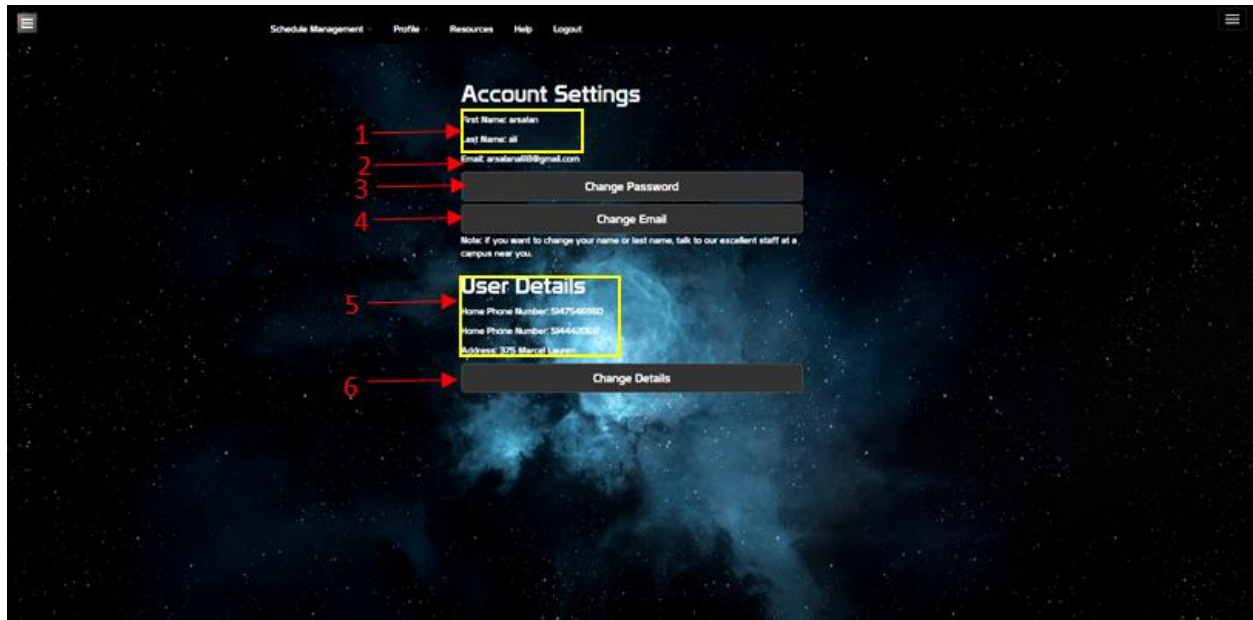 Schedule Management Profile Resources Help Logout
Account Settings
1
First Name: arsalan
Last Name: ali
2
Email:
3
Change Password
4
Change Email
Note: if you want to change your name or last name, talk to our excellent staff at a
campus near you.
5
User Details
Home Phone Number:
Home Phone Number:
Address: 375 Marcel Lauren
6
Change Details